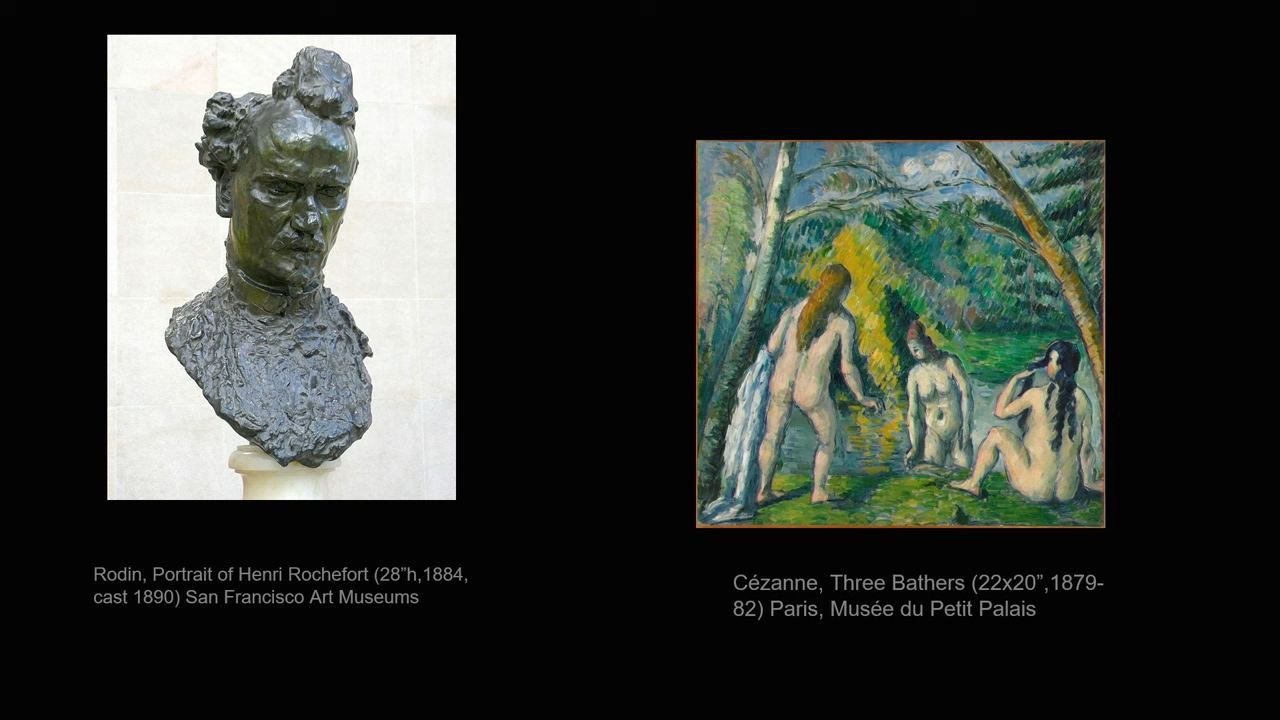 Rodin, Portrait of Henri Rochefort (28”h,1884,
cast 1890) San Francisco Art Museums
Cézanne, Three Bathers (22x20”,1879-
82) Paris, Musée du Petit Palais